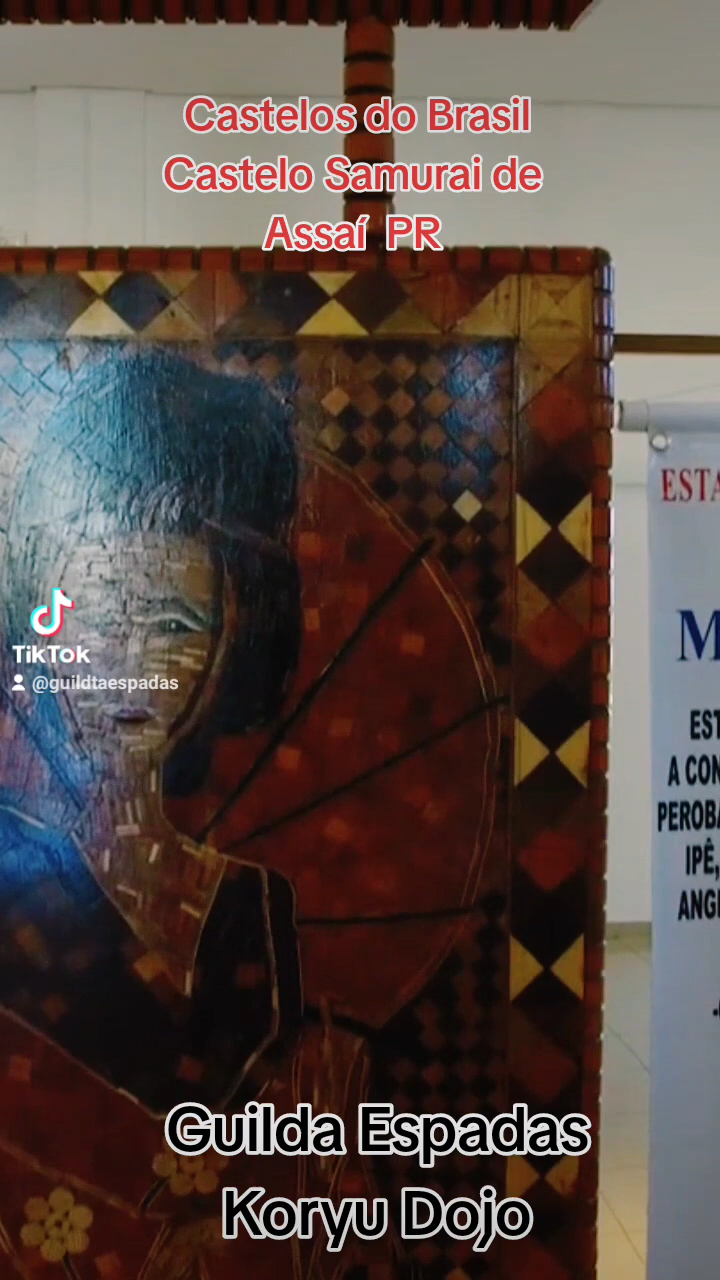 Castelos do Brasil
Castelo Samurai de
Assaí PR
ESTA
M
TikTok
@guildtaespadas
EST
A CON
PEROBA
IPÊ,
ANGE
Guilda Espadas
Koryu Dojo